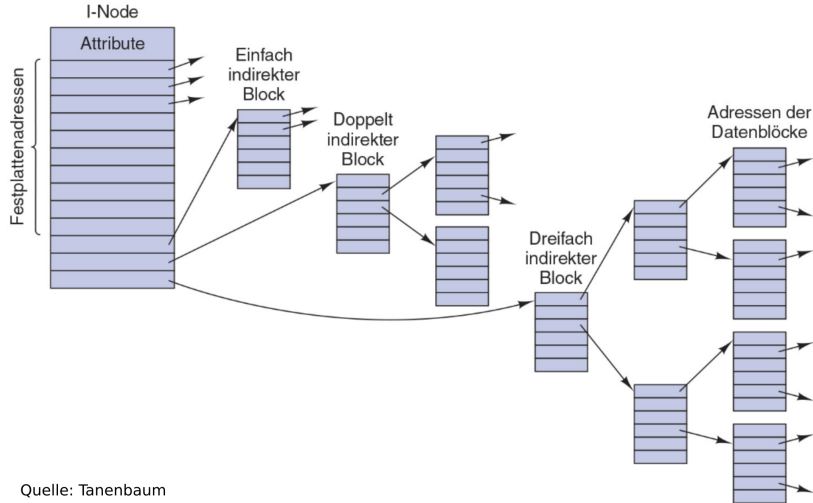 I-Node
Attribute
Festplattenadressen
Einfach
indirekter
Block
Doppelt
indirekter
Block
Dreifach
indirekter
Block
Adressen der
Datenblöcke
Quelle: Tanenbaum